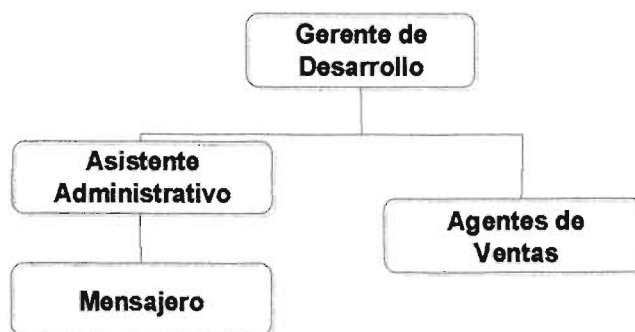 Gerente de
Desarrollo
Asistente
Administrativo
Agentes de
Ventas
Mensajero